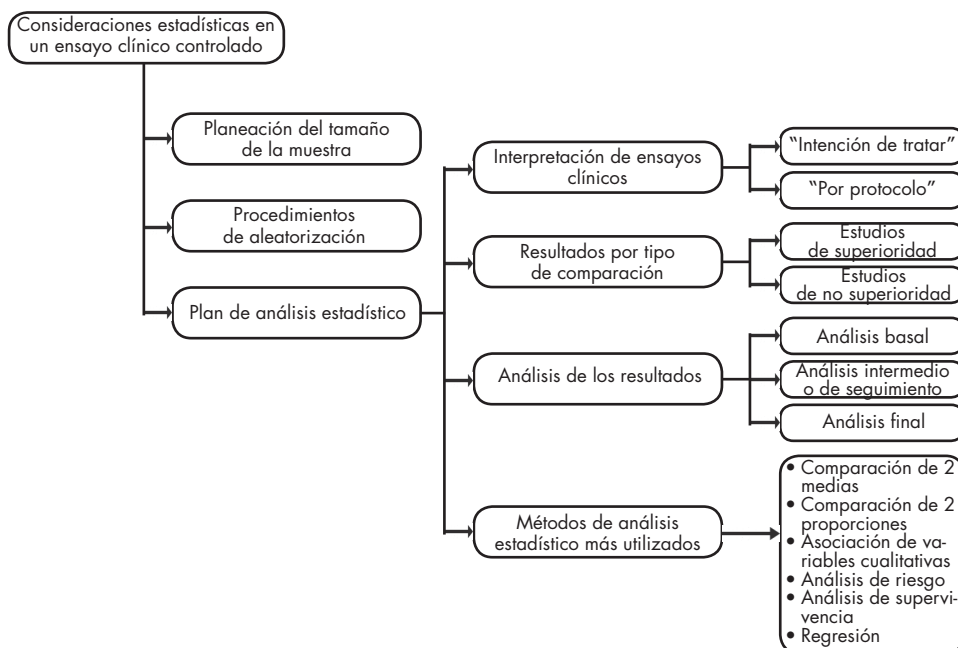 Consideraciones estadísticas en
un ensayo clínico controlado
Planeación del tamaño
de la muestra
Procedimientos
de aleatorización
Plan de análisis estadístico
Interpretación de ensayos
clínicos
"Intención de tratar"
"Por protocolo"
Resultados por tipo
de comparación
Estudios
de superioridad
Estudios
de no superioridad
Análisis de los resultados
Análisis basal
Análisis intermedio
o de seguimiento
Análisis final
Métodos de análisis
estadístico más utilizados
• Comparación de 2
medias
• Comparación de 2
proporciones
• Asociación de va-
riables cualitativas
• Análisis de riesgo
• Análisis de supervi-
vencia
• Regresión